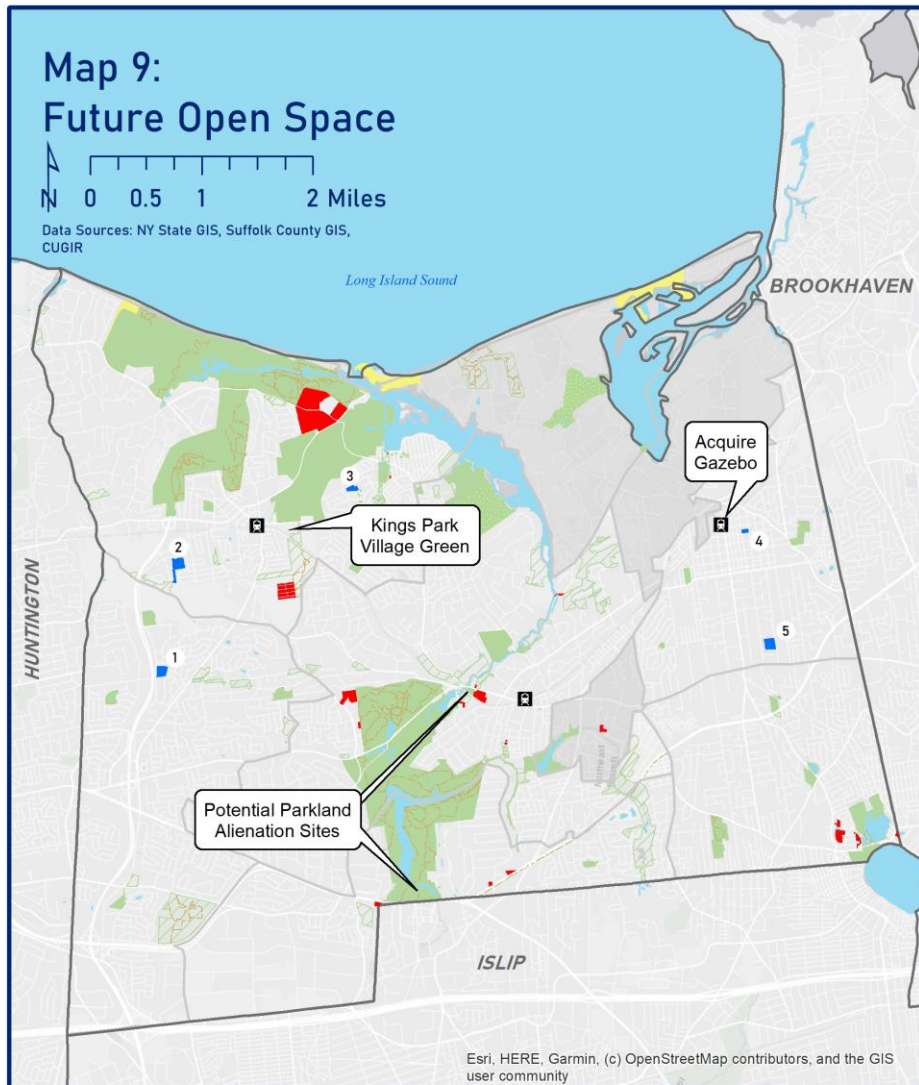 Map 9:
Future Open Space
N 0 0.5 1 2 Miles
Data Sources: NY State GIS, Suffolk County GIS,
CUGIR
Long Island Sound
BROOKHAVEN
Acquire
Gazebo
3
4
Kings Park
Village Green
2
HUNTINGTON
5
1
Potential Parkland
Alienation Sites
ISLIP
Esri, HERE, Garmin, (c) OpenStreetMap contributors, and the GIS
user community